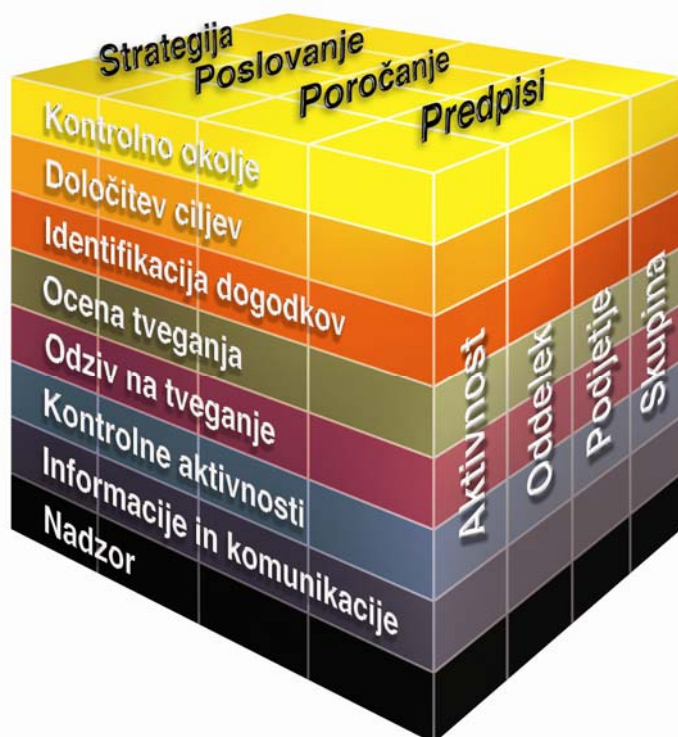 Strategija
Poslovanje
Poročanje
Predpisi
Kontrolno okolje
Določitev ciljev
Identifikacija dogodkov
Ocena tveganja
Odziv na tveganje
Kontrolne aktivnosti
Informacije in komunikacije
Nadzor
Aktivnost
Oddelek
Podjetje
Skupina